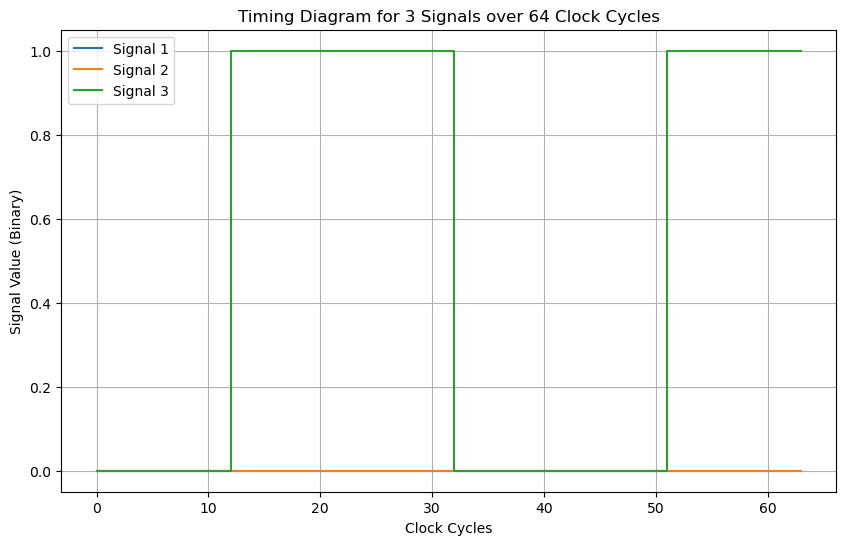 Timing Diagram for 3 Signals over 64 Clock Cycles
Signal 1
Signal 2
Signal 3
Signal Value (Binary)
1.0
0.8
0.6
0.4
0.2
0.0
0 10 20 30 40 50 60
Clock Cycles